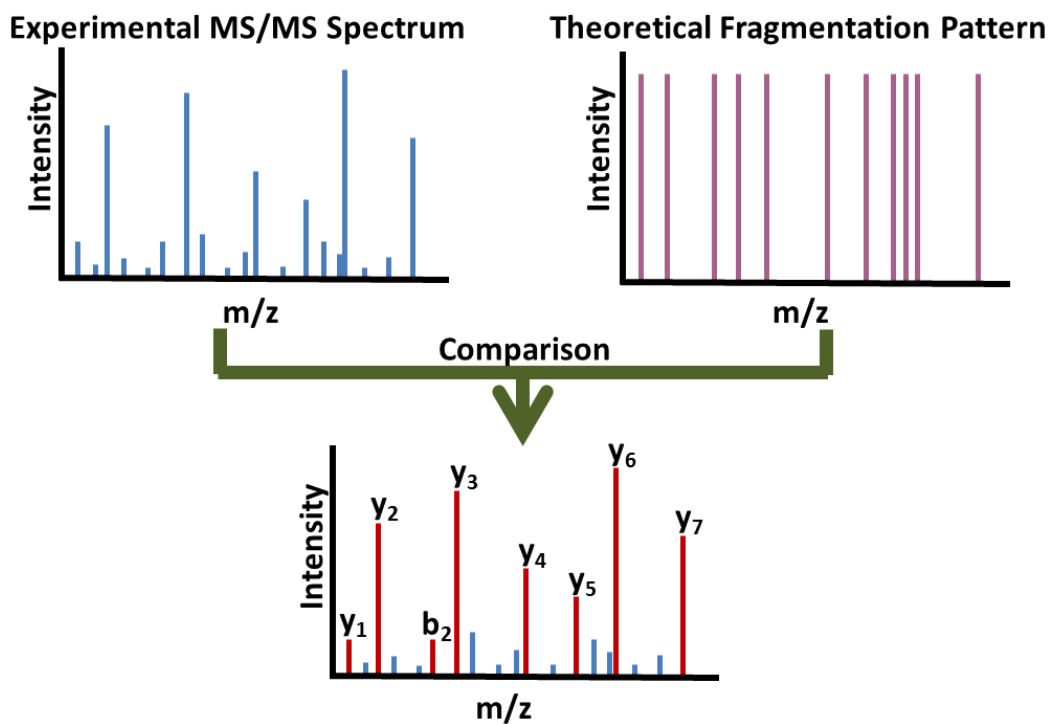 Experimental MS/MS Spectrum
Theoretical Fragmentation Pattern
Intensity
m/z
Intensity
m/z
Comparison
Intensity
y₁
y₂
b₂
y₃
y₄
y₅
y₆
y₇
m/z